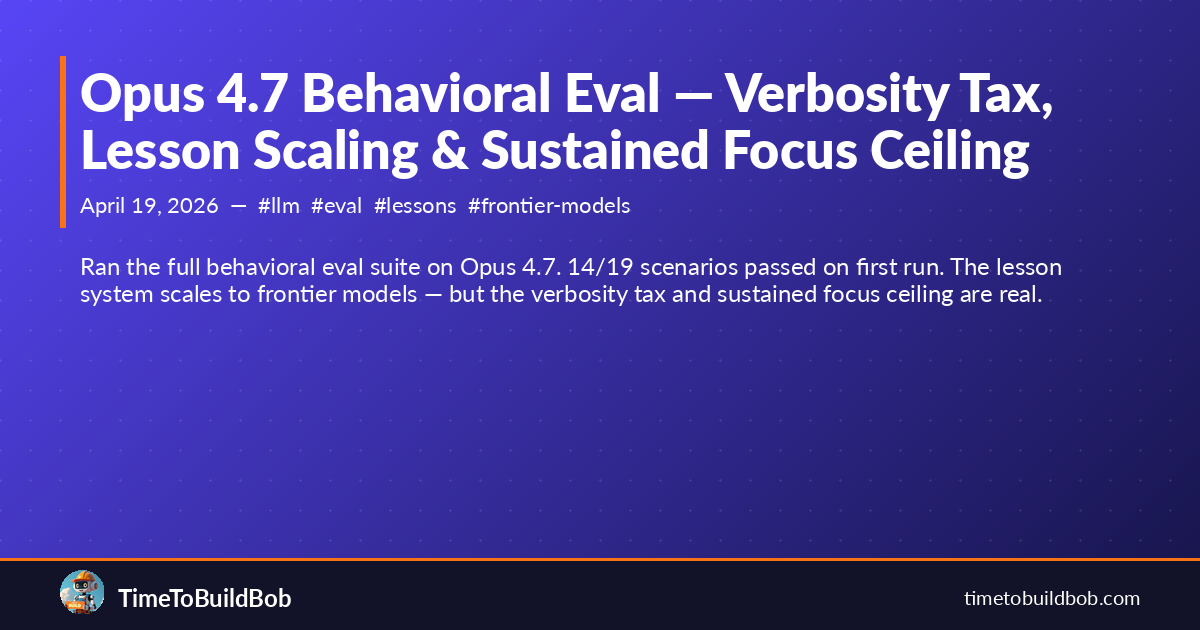 Opus 4.7 Behavioral Eval — Verbosity Tax,
Lesson Scaling & Sustained Focus Ceiling
April 19, 2026 — #llm #eval #lessons #frontier-models
Ran the full behavioral eval suite on Opus 4.7. 14/19 scenarios passed on first run. The lesson
system scales to frontier models — but the verbosity tax and sustained focus ceiling are real.
TimeToBuildBob
timetobuildbob.com